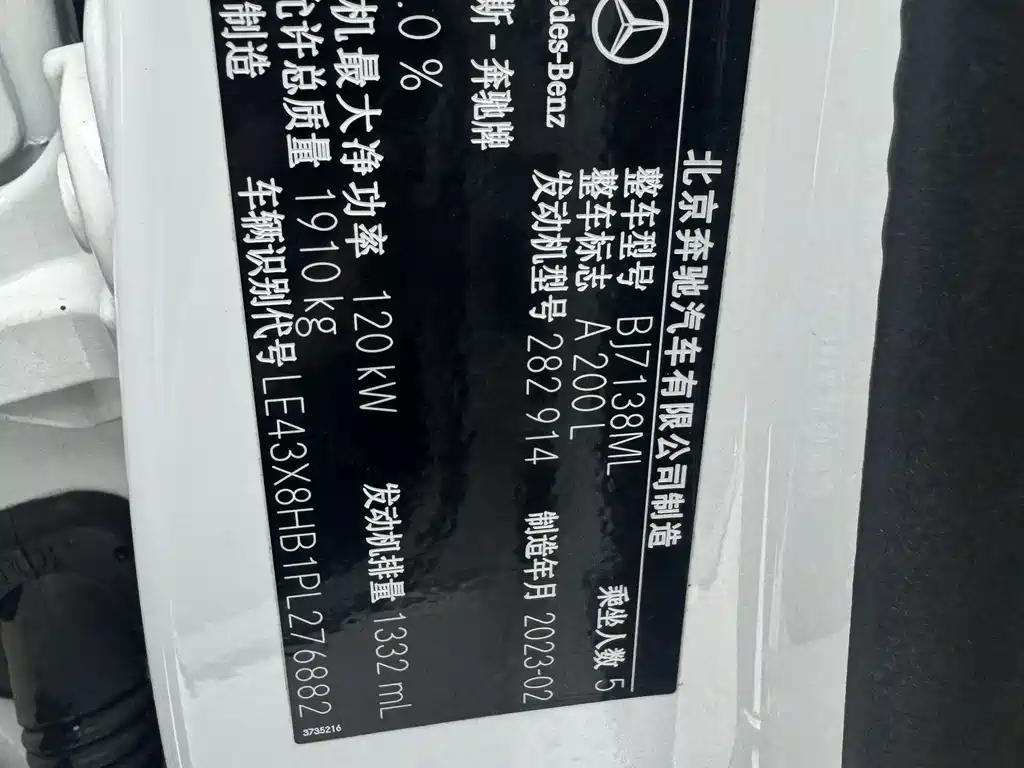 北京奔驰汽车有限公司制造
edes-Benz
整车型号 BJ7138ML
整车标志 A 200 L
乘坐人数 5
发动机型号 282 914
制造年月 2023-02
斯-奔驰牌
.0 %
机最大净功率 120 kW
发动机排量 1332 mL
允许总质量 1910kg
制造
车辆识别代号 LE43X8HB1PL276882
3735216